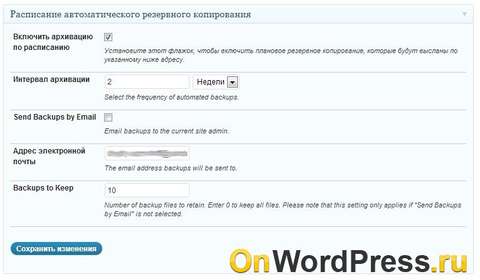 Расписание автоматического резервного копирования
Включить архивацию
по расписанию
Установите этот флажок, чтобы включить плановое резервное копирование, которые будут высланы по
указанному ниже адресу.
Интервал архивации
2
Недели
Select the frequency of automated backups.
Send Backups by Email
Email backups to the current site admin.
Адрес электронной
почты
The email address backups will be sent to.
Backups to Keep
10
Number of backup files to retain. Enter 0 to keep all files. Please note that this setting only applies if "Send Backups
by Email" is not selected.
Сохранить изменения
OnWordPress.ru